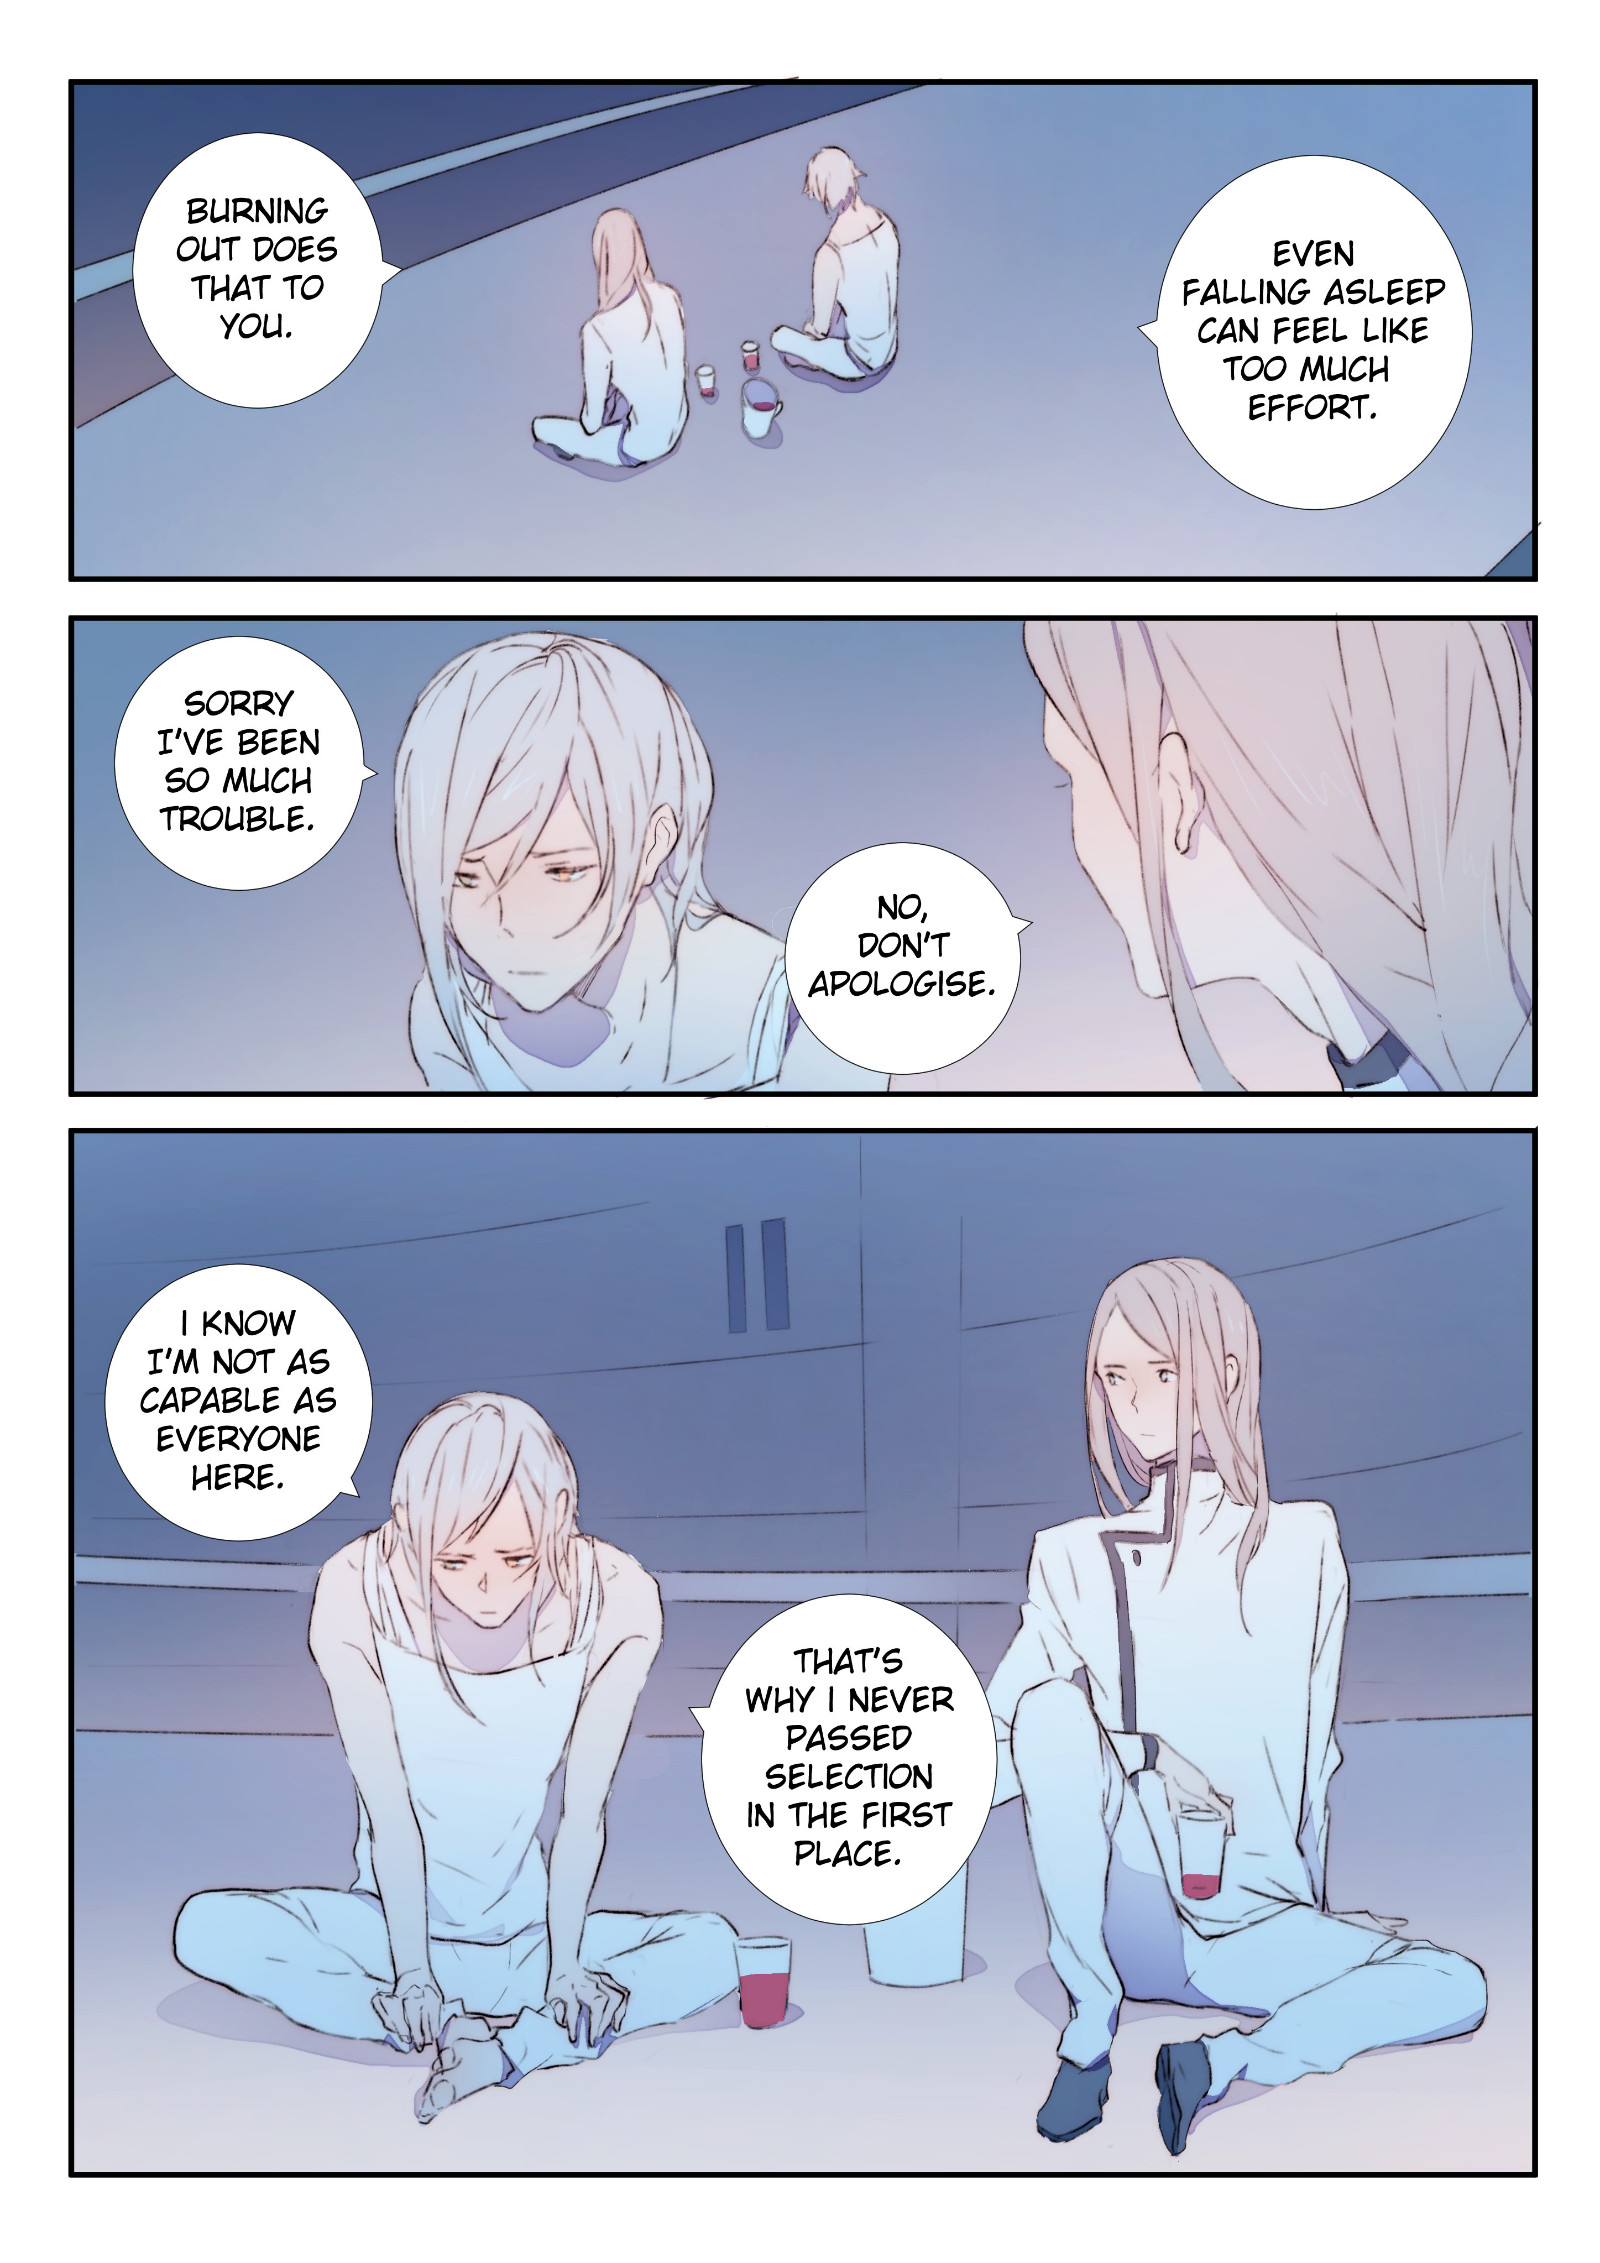 BURNING
OUT DOES
THAT TO
YOU.
EVEN
FALLING ASLEEP
CAN FEEL LIKE
TOO MUCH
EFFORT.
SORRY
I'VE BEEN
SO MUCH
TROUBLE.
NO,
DON'T
APOLOGISE.
I KNOW
I'M NOT AS
CAPABLE AS
EVERYONE
HERE.
THAT'S
WHY I NEVER
PASSED
SELECTION
IN THE FIRST
PLACE.